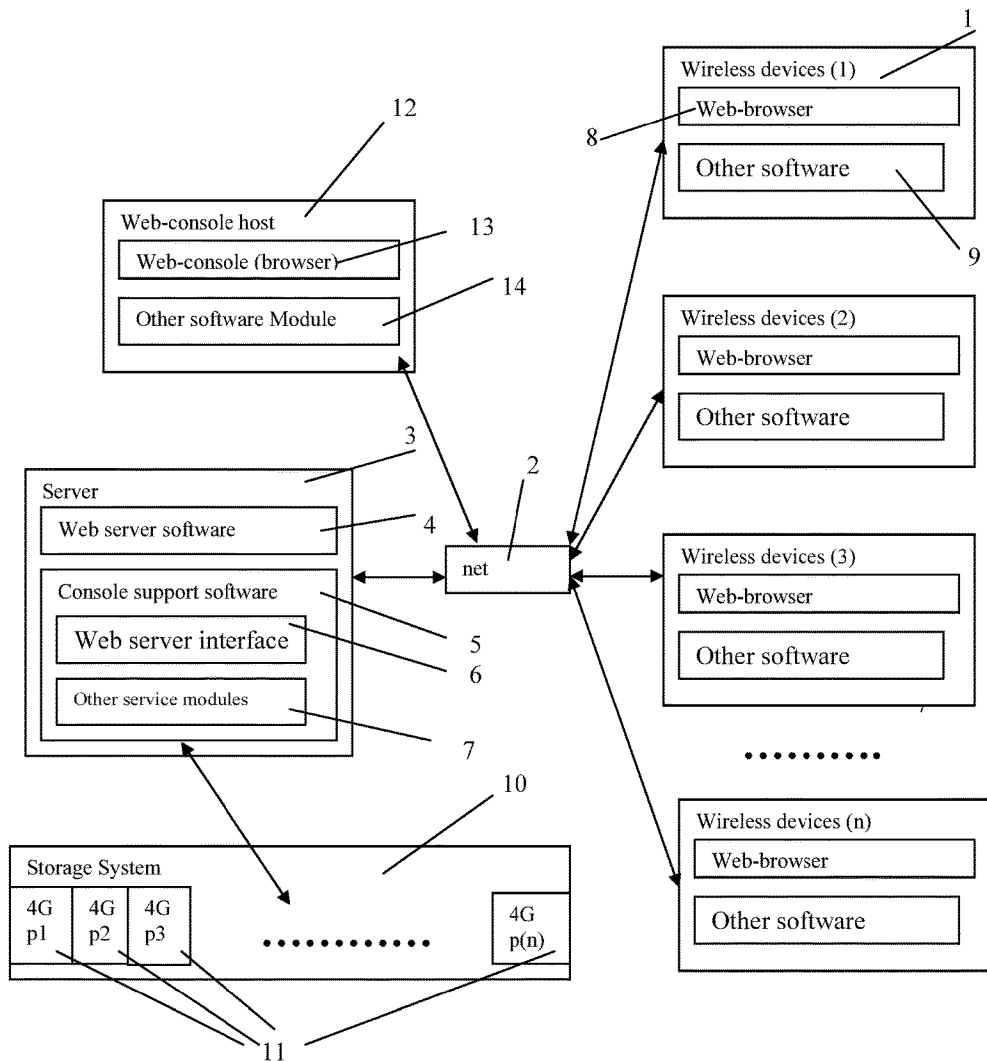 1
Wireless devices (1)
Web-browser
8
Other software
9
12
Web-console host
Web-console (browser)
13
Other software Module
14
Wireless devices (2)
Web-browser
Other software
3
Server
Web server software
4
Console support software
5
Web server interface
6
Other service modules
7
2
net
Wireless devices (3)
Web-browser
Other software
10
Storage System
4G
p1
4G
p2
4G
p3
4G
p(n)
11
Wireless devices (n)
Web-browser
Other software